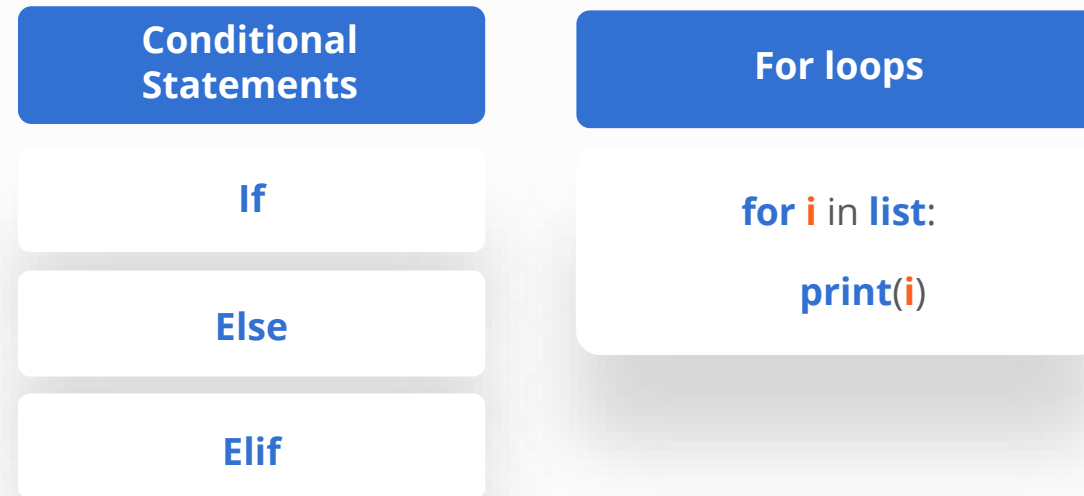 Conditional
Statements
If
Else
Elif
For loops
for i in list:
print(i)